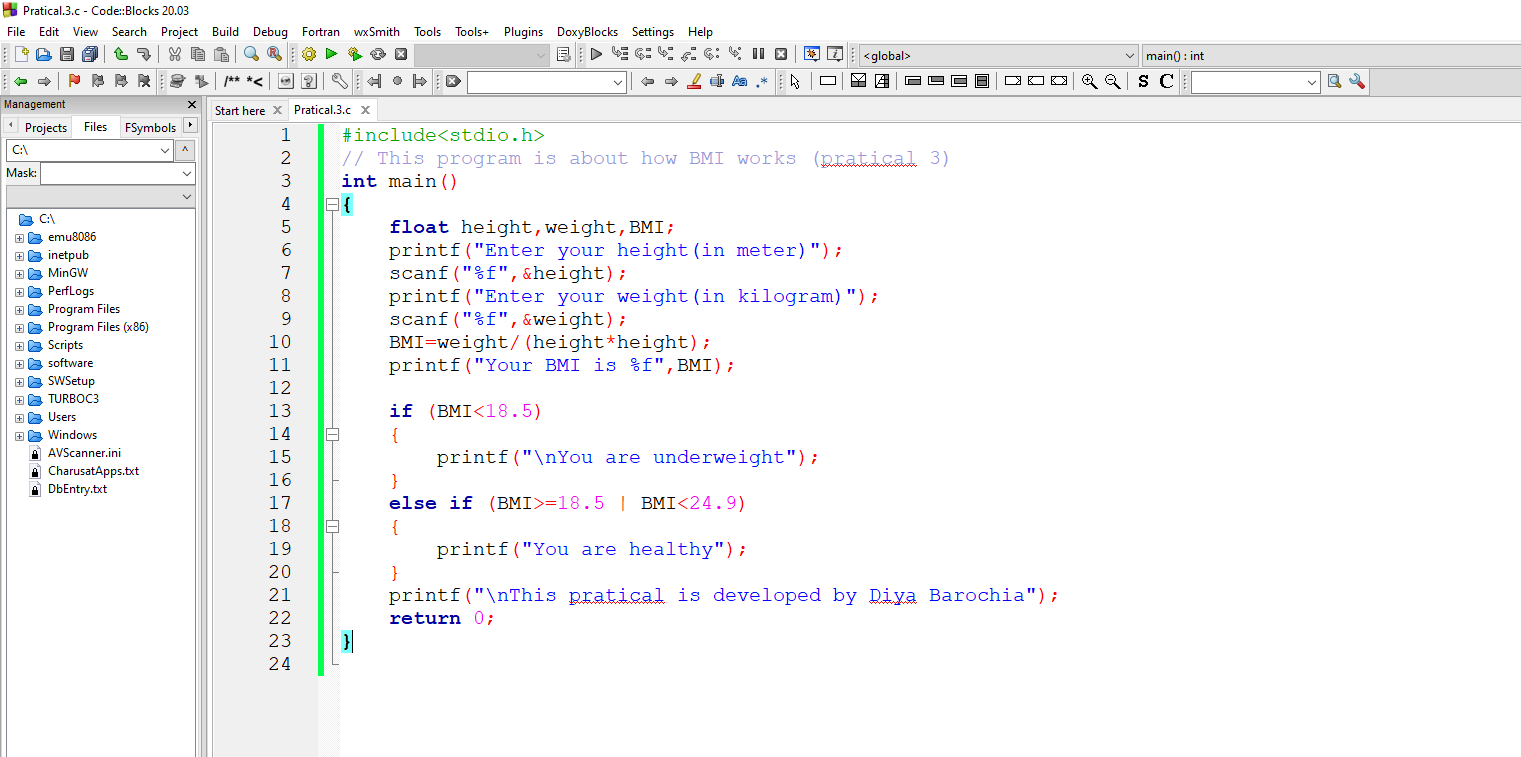 Pratical.3.c - Code::Blocks 20.03
File Edit View Search Project Build Debug Fortran wxSmith Tools Tools+ Plugins DoxyBlocks Settings Help
<global> main() : int
/** *< Aa .* S C
Management
Projects Files FSymbols
C:\ ^
Mask:
C:\
emu8086
inetpub
MinGW
PerfLogs
Program Files
Program Files (x86)
Scripts
software
SWSetup
TURBOC3
Users
Windows
AVScanner.ini
CharusatApps.txt
DbEntry.txt
Start here Pratical.3.c
1 #include<stdio.h>
2 // This program is about how BMI works (pratical 3)
3 int main()
4 {
5 float height,weight,BMI;
6 printf("Enter your height(in meter)");
7 scanf("%f",&height);
8 printf("Enter your weight(in kilogram)");
9 scanf("%f",&weight);
10 BMI=weight/(height*height);
11 printf("Your BMI is %f",BMI);
12
13 if (BMI<18.5)
14 {
15 printf("\nYou are underweight");
16 }
17 else if (BMI>=18.5 | BMI<24.9)
18 {
19 printf("You are healthy");
20 }
21 printf("\nThis pratical is developed by Diya Barochia");
22 return 0;
23 }
24